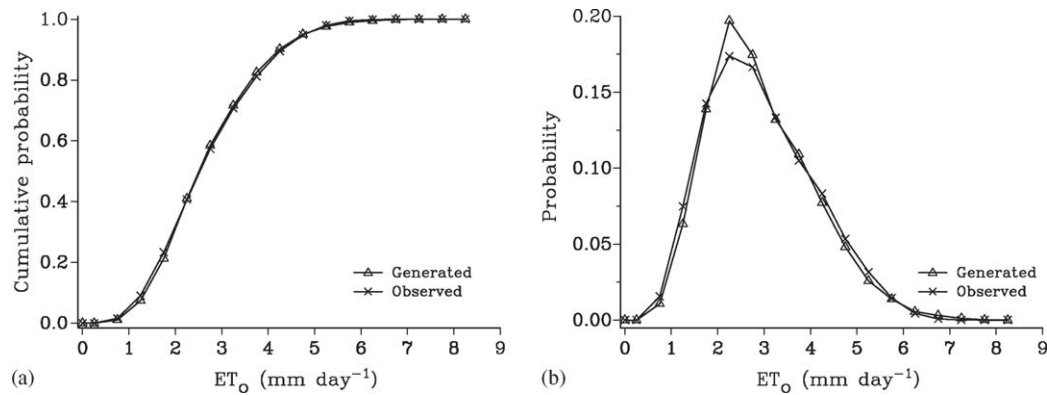 1.0
0.8
0.6
0.4
0.2
0.0
Cumulative probability
Generated
Observed
0 1 2 3 4 5 6 7 8 9
(a)
ETo (mm day⁻¹)
0.20
0.15
0.10
0.05
0.00
Probability
Generated
Observed
0 1 2 3 4 5 6 7 8 9
(b)
ETo (mm day⁻¹)